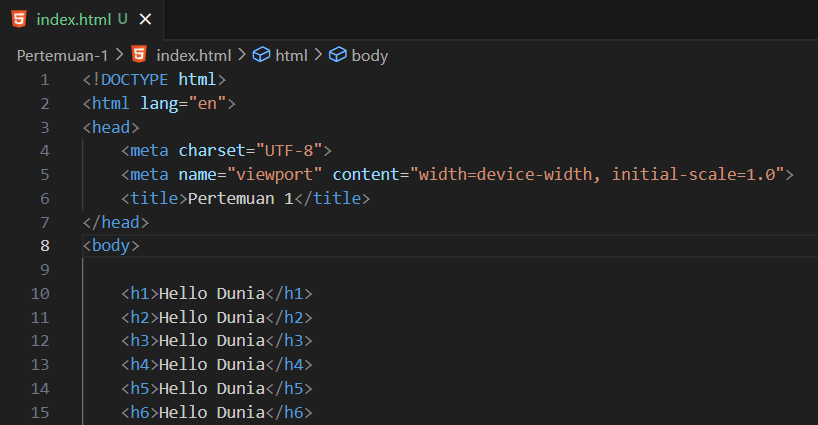 index.html U ×
Pertemuan-1 > index.html > html > body
1 <!DOCTYPE html>
2 <html lang="en">
3 <head>
4     <meta charset="UTF-8">
5     <meta name="viewport" content="width=device-width, initial-scale=1.0">
6     <title>Pertemuan 1</title>
7 </head>
8 <body>
9
10     <h1>Hello Dunia</h1>
11     <h2>Hello Dunia</h2>
12     <h3>Hello Dunia</h3>
13     <h4>Hello Dunia</h4>
14     <h5>Hello Dunia</h5>
15     <h6>Hello Dunia</h6>